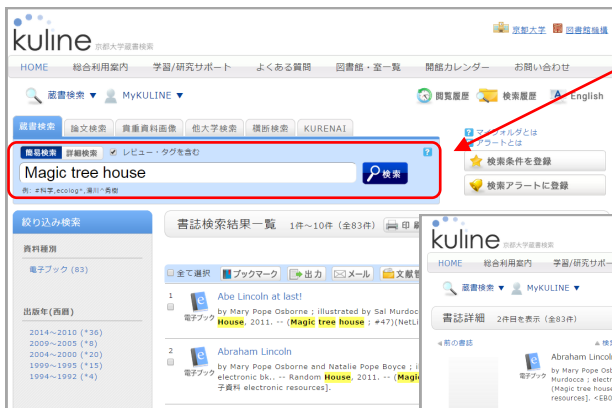 kuline 京都大学蔵書検索
京都大学 図書館機構
HOME 総合利用案内 学習/研究サポート よくある質問 図書館・室一覧 開館カレンダー お問い合わせ
蔵書検索 ▼ MyKULINE ▼ 閲覧履歴 検索履歴 English
蔵書検索 論文検索 貴重資料画像 他大学検索 横断検索 KURENAI
マイフォルダとは
アラートとは
簡易検索 詳細検索 レビュー・タグを含む
Magic tree house 検索
検索条件を登録
検索アラートに登録
例: #科学,ecolog*,湯川^秀樹
絞り込み検索
資料種別
電子ブック (83)
出版年(西暦)
2014~2010 (*36)
2009~2005 (*8)
2004~2000 (*20)
1999~1995 (*15)
1994~1992 (*4)
書誌検索結果一覧 1件~10件 (全83件)
全て選択 ブックマーク 出力 メール
1 Abe Lincoln at last!
電子ブック by Mary Pope Osborne ; illustrated by Sal Murdoc
House, 2011. -- (Magic tree house ; #47)(NetLi
2 Abraham Lincoln
電子ブック by Mary Pope Osborne and Natalie Pope Boyce ; i
electronic bk.. -- Random House, 2011. -- (Magi
子資料 electronic resources].
kuline 京都大学蔵書検索
HOME 総合利用案内 学習/研究サポー
蔵書検索 ▼ MyKULINE ▼
書誌詳細 2件目を表示 (全83件)
前の書誌
Abraham Lincol
電子ブック by Mary Pope Osb
Murdocca ; electr
(Magic tree house
resources]. <EB0